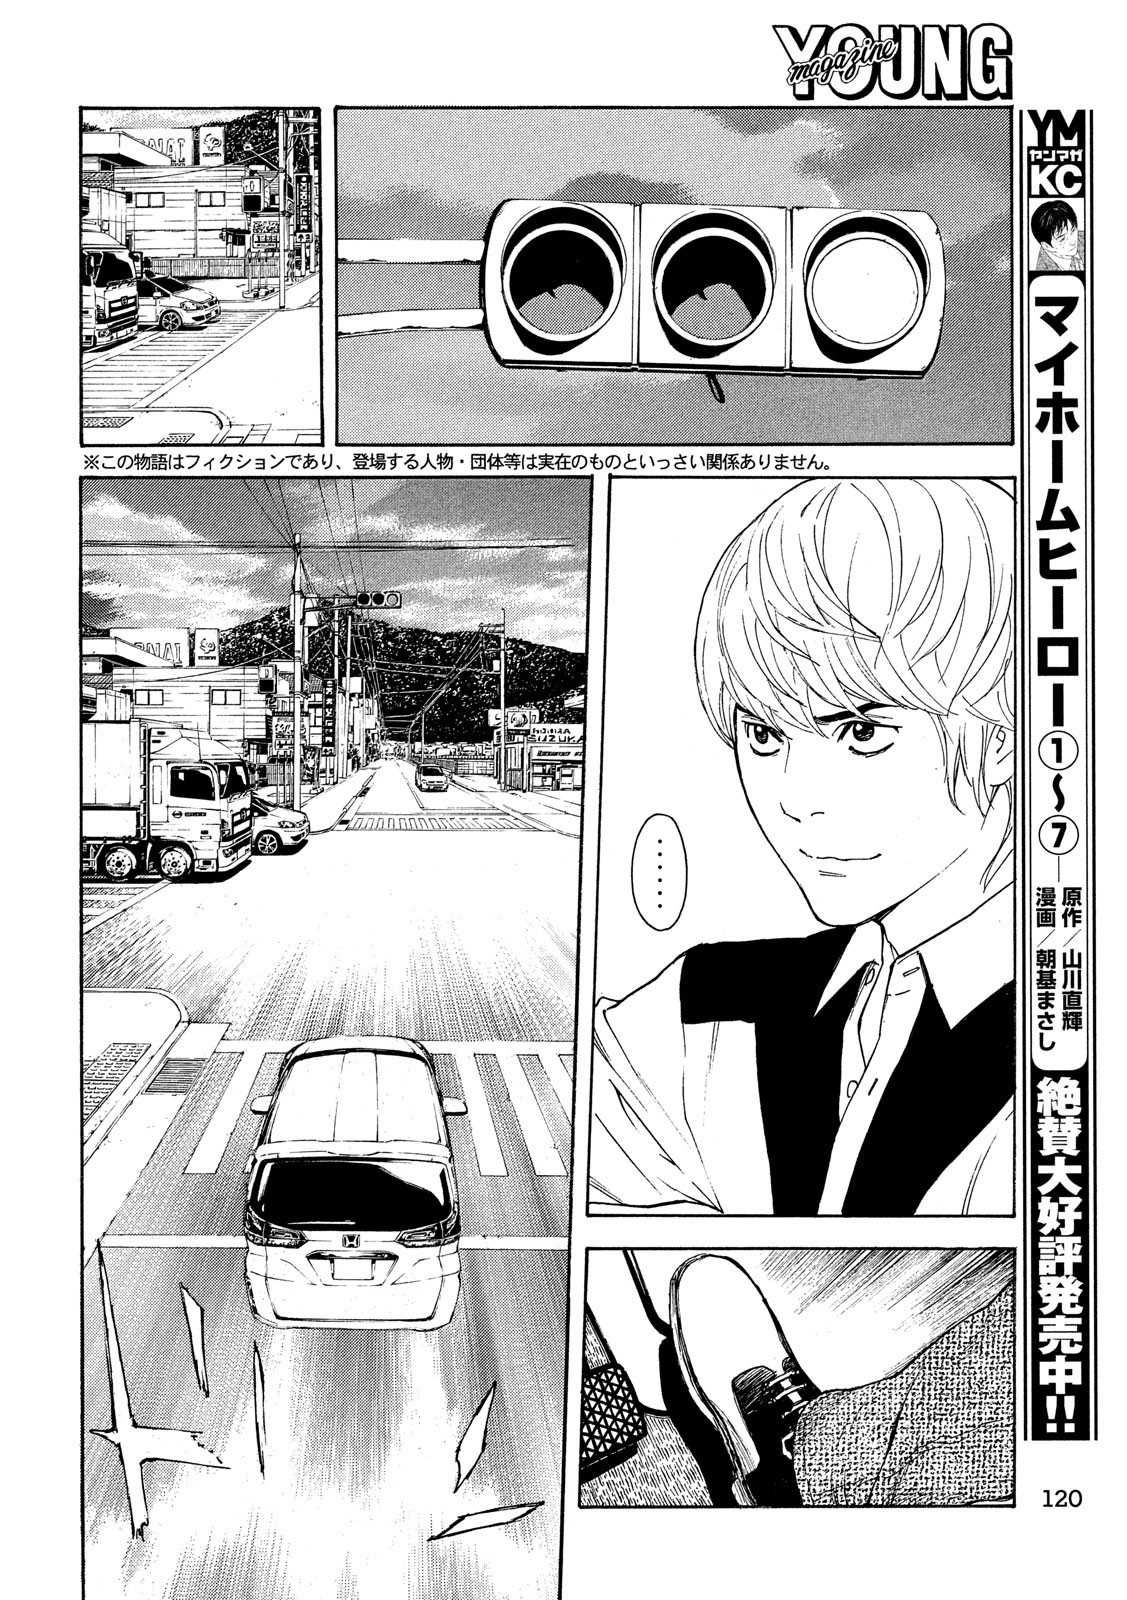 YOUNG
magazine
YM
ヤンマガ
KC
マイホームヒーロー①〜⑦
原作／山川直輝
漫画／朝基まさし
絶賛大好評発売中!!
※この物語はフィクションであり、登場する人物・団体等は実在のものといっさい関係ありません。
RNAL
‥‥‥
RNAL
SUZUKA
120